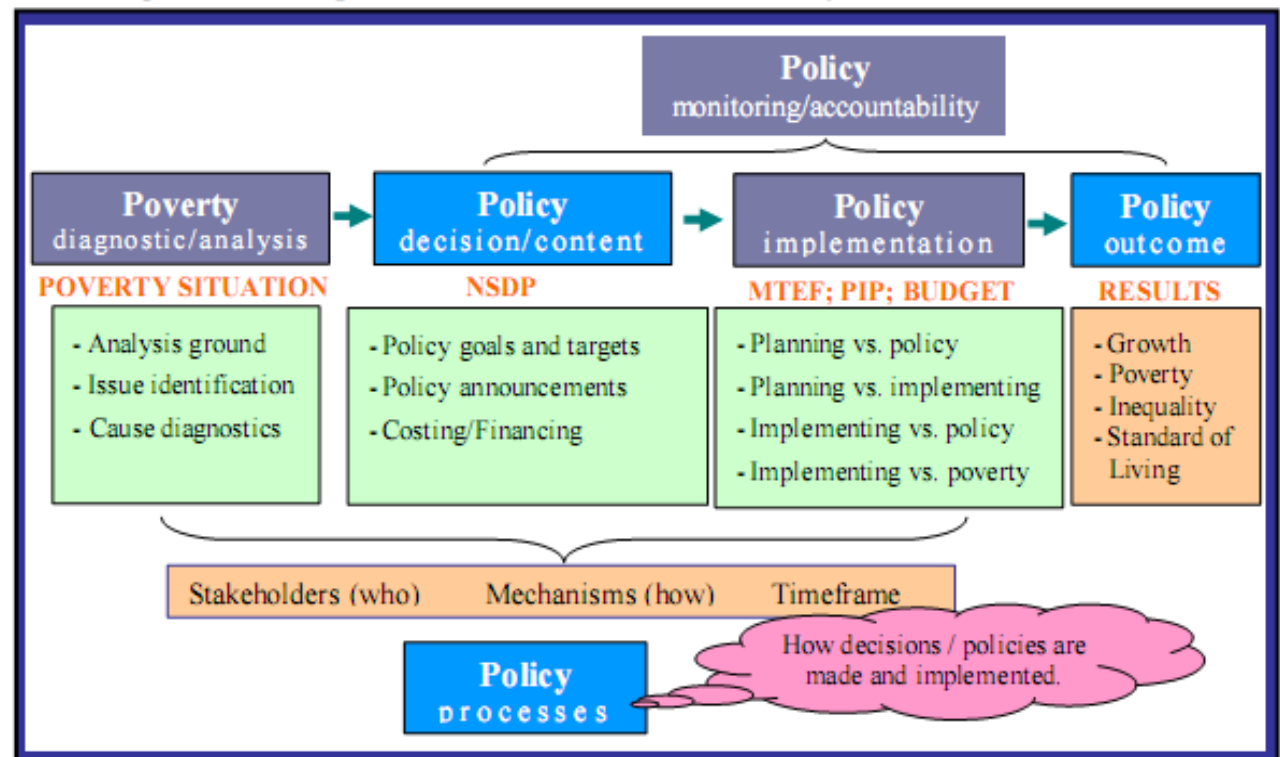 Policy
monitoring/accountability
Poverty
diagnostic/analysis
Policy
decision/content
Policy
implementation
Policy
outcome
POVERTY SITUATION
NSDP
MTEF; PIP; BUDGET
RESULTS
- Analysis ground
- Issue identification
- Cause diagnostics
- Policy goals and targets
- Policy announcements
- Costing/Financing
- Planning vs. policy
- Planning vs. implementing
- Implementing vs. policy
- Implementing vs. poverty
- Growth
- Poverty
- Inequality
- Standard of
Living
Stakeholders (who) Mechanisms (how) Timeframe
How decisions / policies are
made and implemented.
Policy
processes